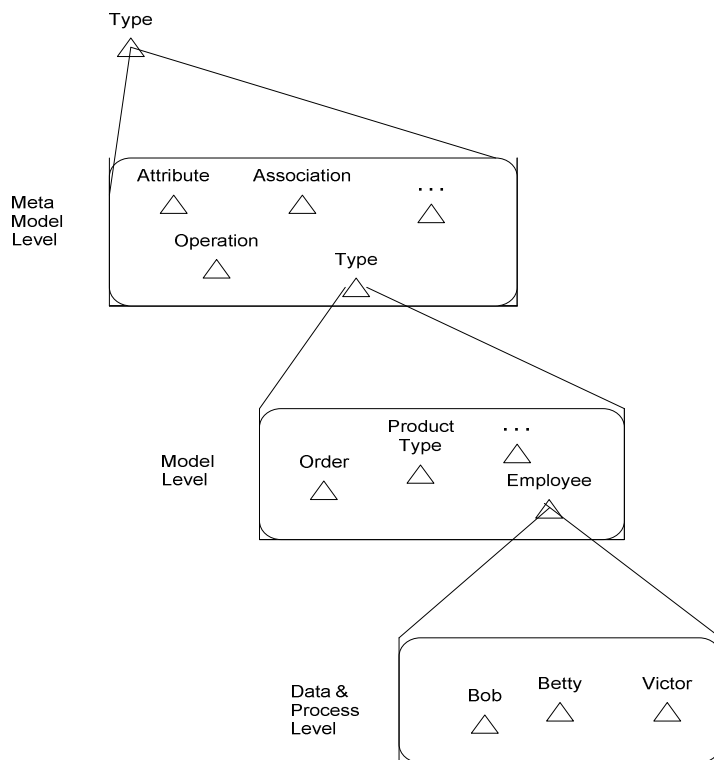 Type
Meta
Model
Level
Attribute
Association
...
Operation
Type
Model
Level
Order
Product
Type
...
Employee
Data &
Process
Level
Bob
Betty
Victor